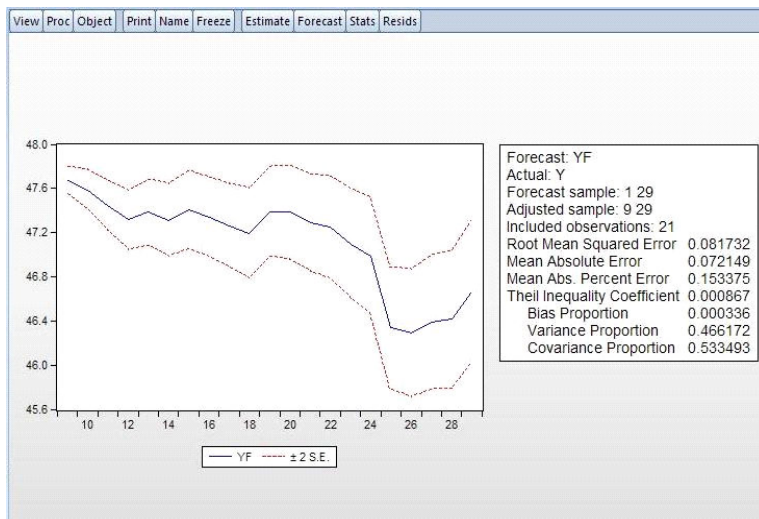 View Proc Object Print Name Freeze Estimate Forecast Stats Resids
48.0
47.6
47.2
46.8
46.4
46.0
45.6
10 12 14 16 18 20 22 24 26 28
YF ± 2 S.E.
Forecast: YF
Actual: Y
Forecast sample: 1 29
Adjusted sample: 9 29
Included observations: 21
Root Mean Squared Error 0.081732
Mean Absolute Error 0.072149
Mean Abs. Percent Error 0.153375
Theil Inequality Coefficient 0.000867
Bias Proportion 0.000336
Variance Proportion 0.466172
Covariance Proportion 0.533493